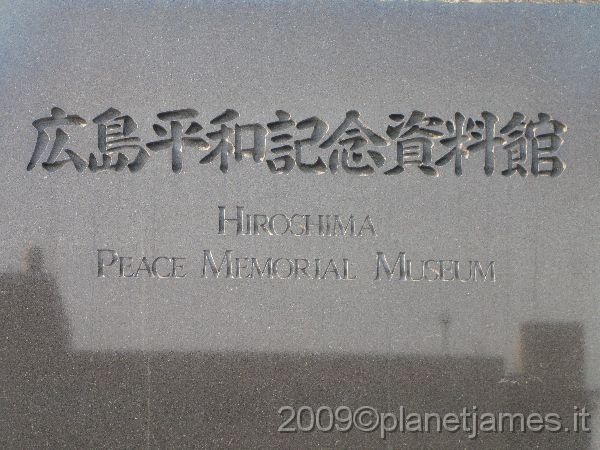 広島平和記念資料館
HIROSHIMA
PEACE MEMORIAL MUSEUM
2009©planetjames.it